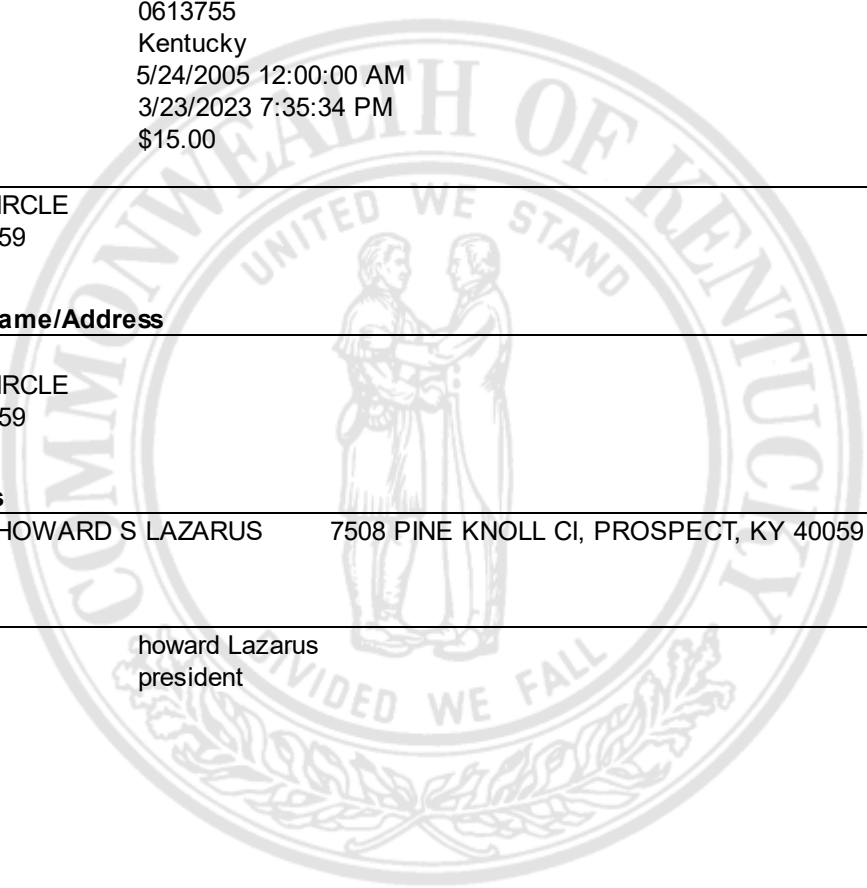 0613755
Kentucky
5/24/2005 12:00:00 AM
3/23/2023 7:35:34 PM
$15.00
IRCLE
59
ame/Address
IRCLE
59
s
HOWARD S LAZARUS 7508 PINE KNOLL CI, PROSPECT, KY 40059
howard Lazarus
president
COMMONWEALTH OF KENTUCKY
UNITED WE STAND
DIVIDED WE FALL